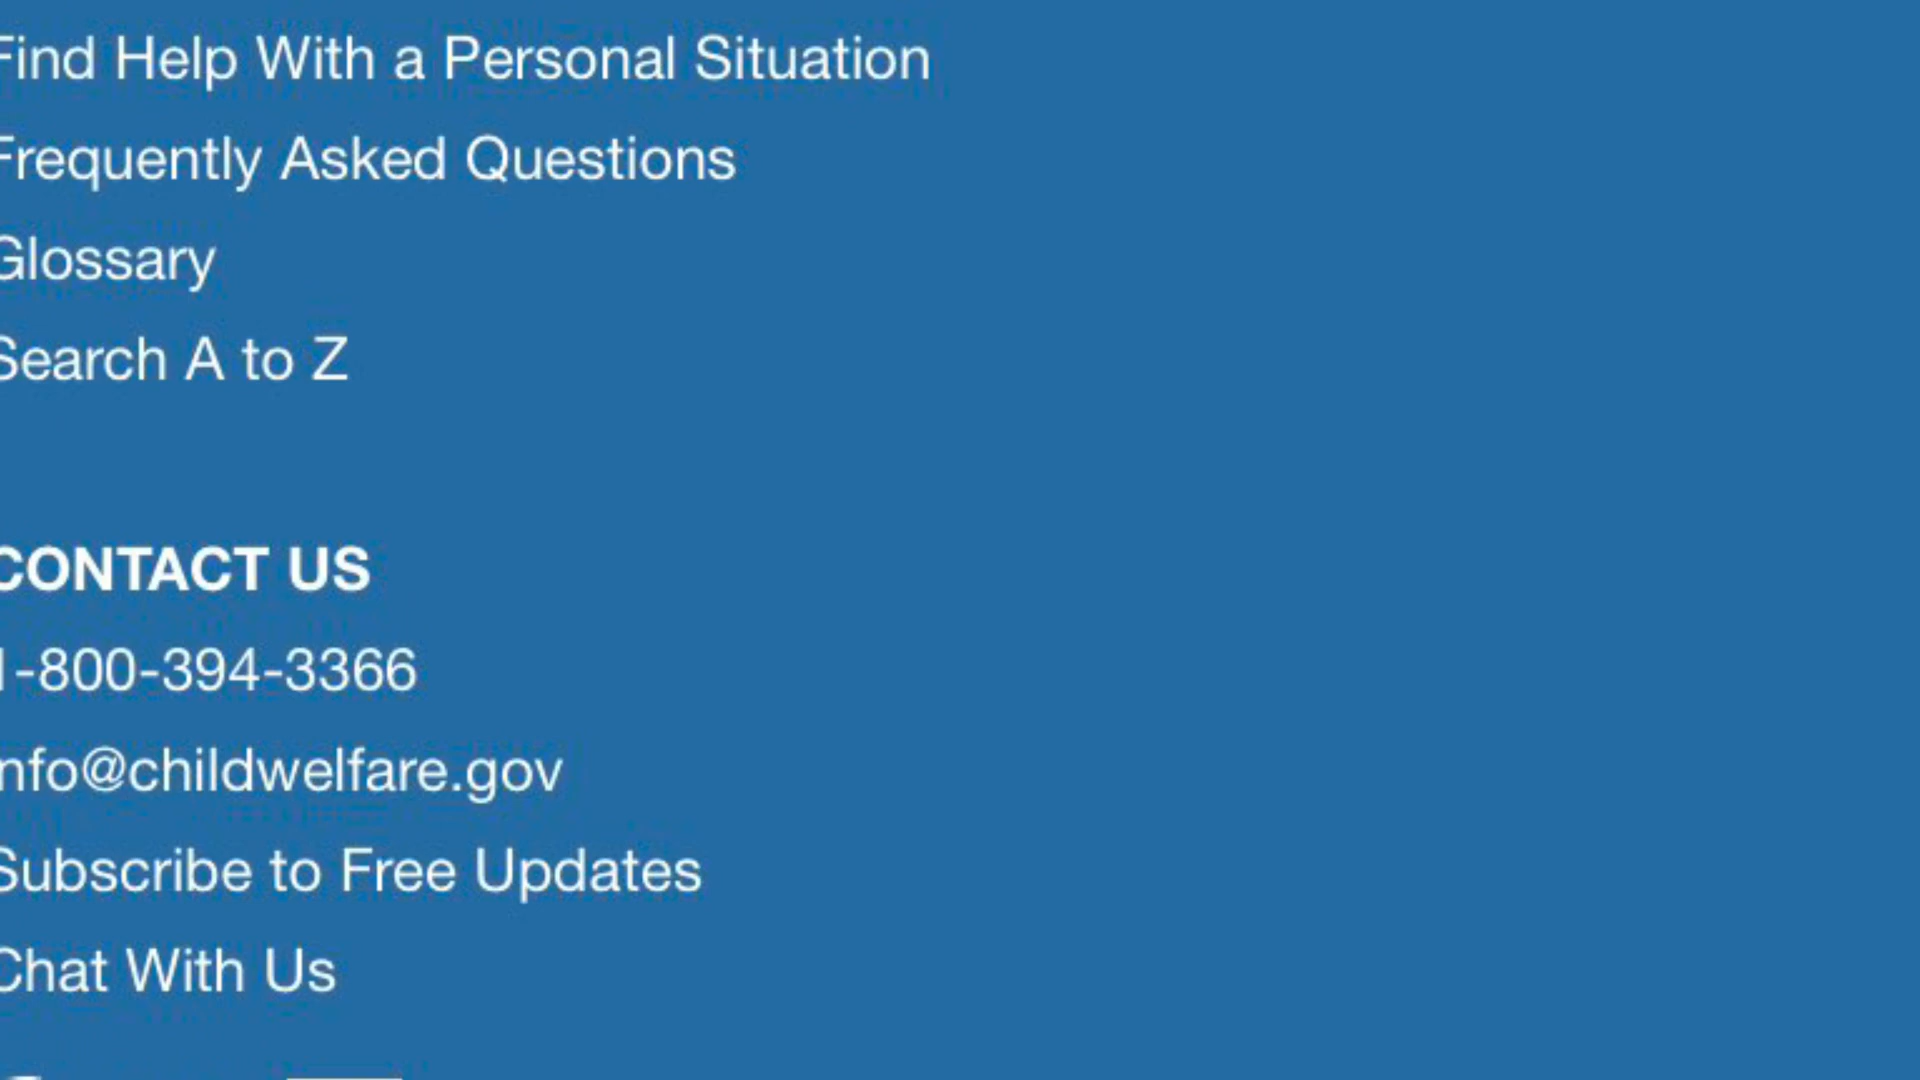 Find Help With a Personal Situation
Frequently Asked Questions
Glossary
Search A to Z
CONTACT US
1-800-394-3366
info@childwelfare.gov
Subscribe to Free Updates
Chat With Us